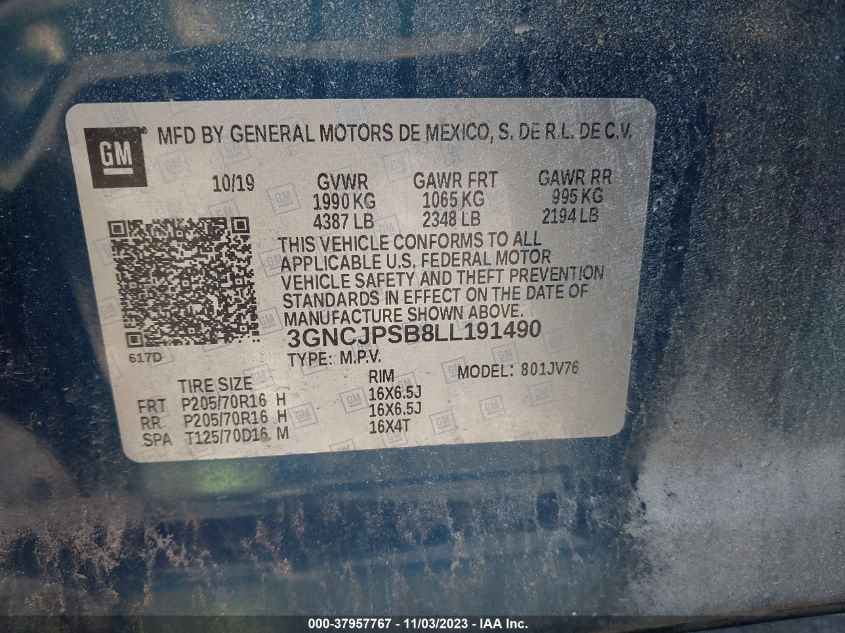 GM
MFD BY GENERAL MOTORS DE MEXICO, S. DE R.L. DE C.V.
10/19 GVWR GAWR FRT GAWR RR
1990 KG 1065 KG 995 KG
4387 LB 2348 LB 2194 LB
THIS VEHICLE CONFORMS TO ALL
APPLICABLE U.S. FEDERAL MOTOR
VEHICLE SAFETY AND THEFT PREVENTION
STANDARDS IN EFFECT ON THE DATE OF
MANUFACTURE SHOWN ABOVE.
617D
3GNCJPSB8LL191490
TYPE: M.P.V. MODEL: 801JV76
TIRE SIZE RIM
FRT P205/70R16 H 16X6.5J
RR P205/70R16 H 16X6.5J
SPA T125/70D16 M 16X4T
000-37957767 - 11/03/2023 - IAA Inc.